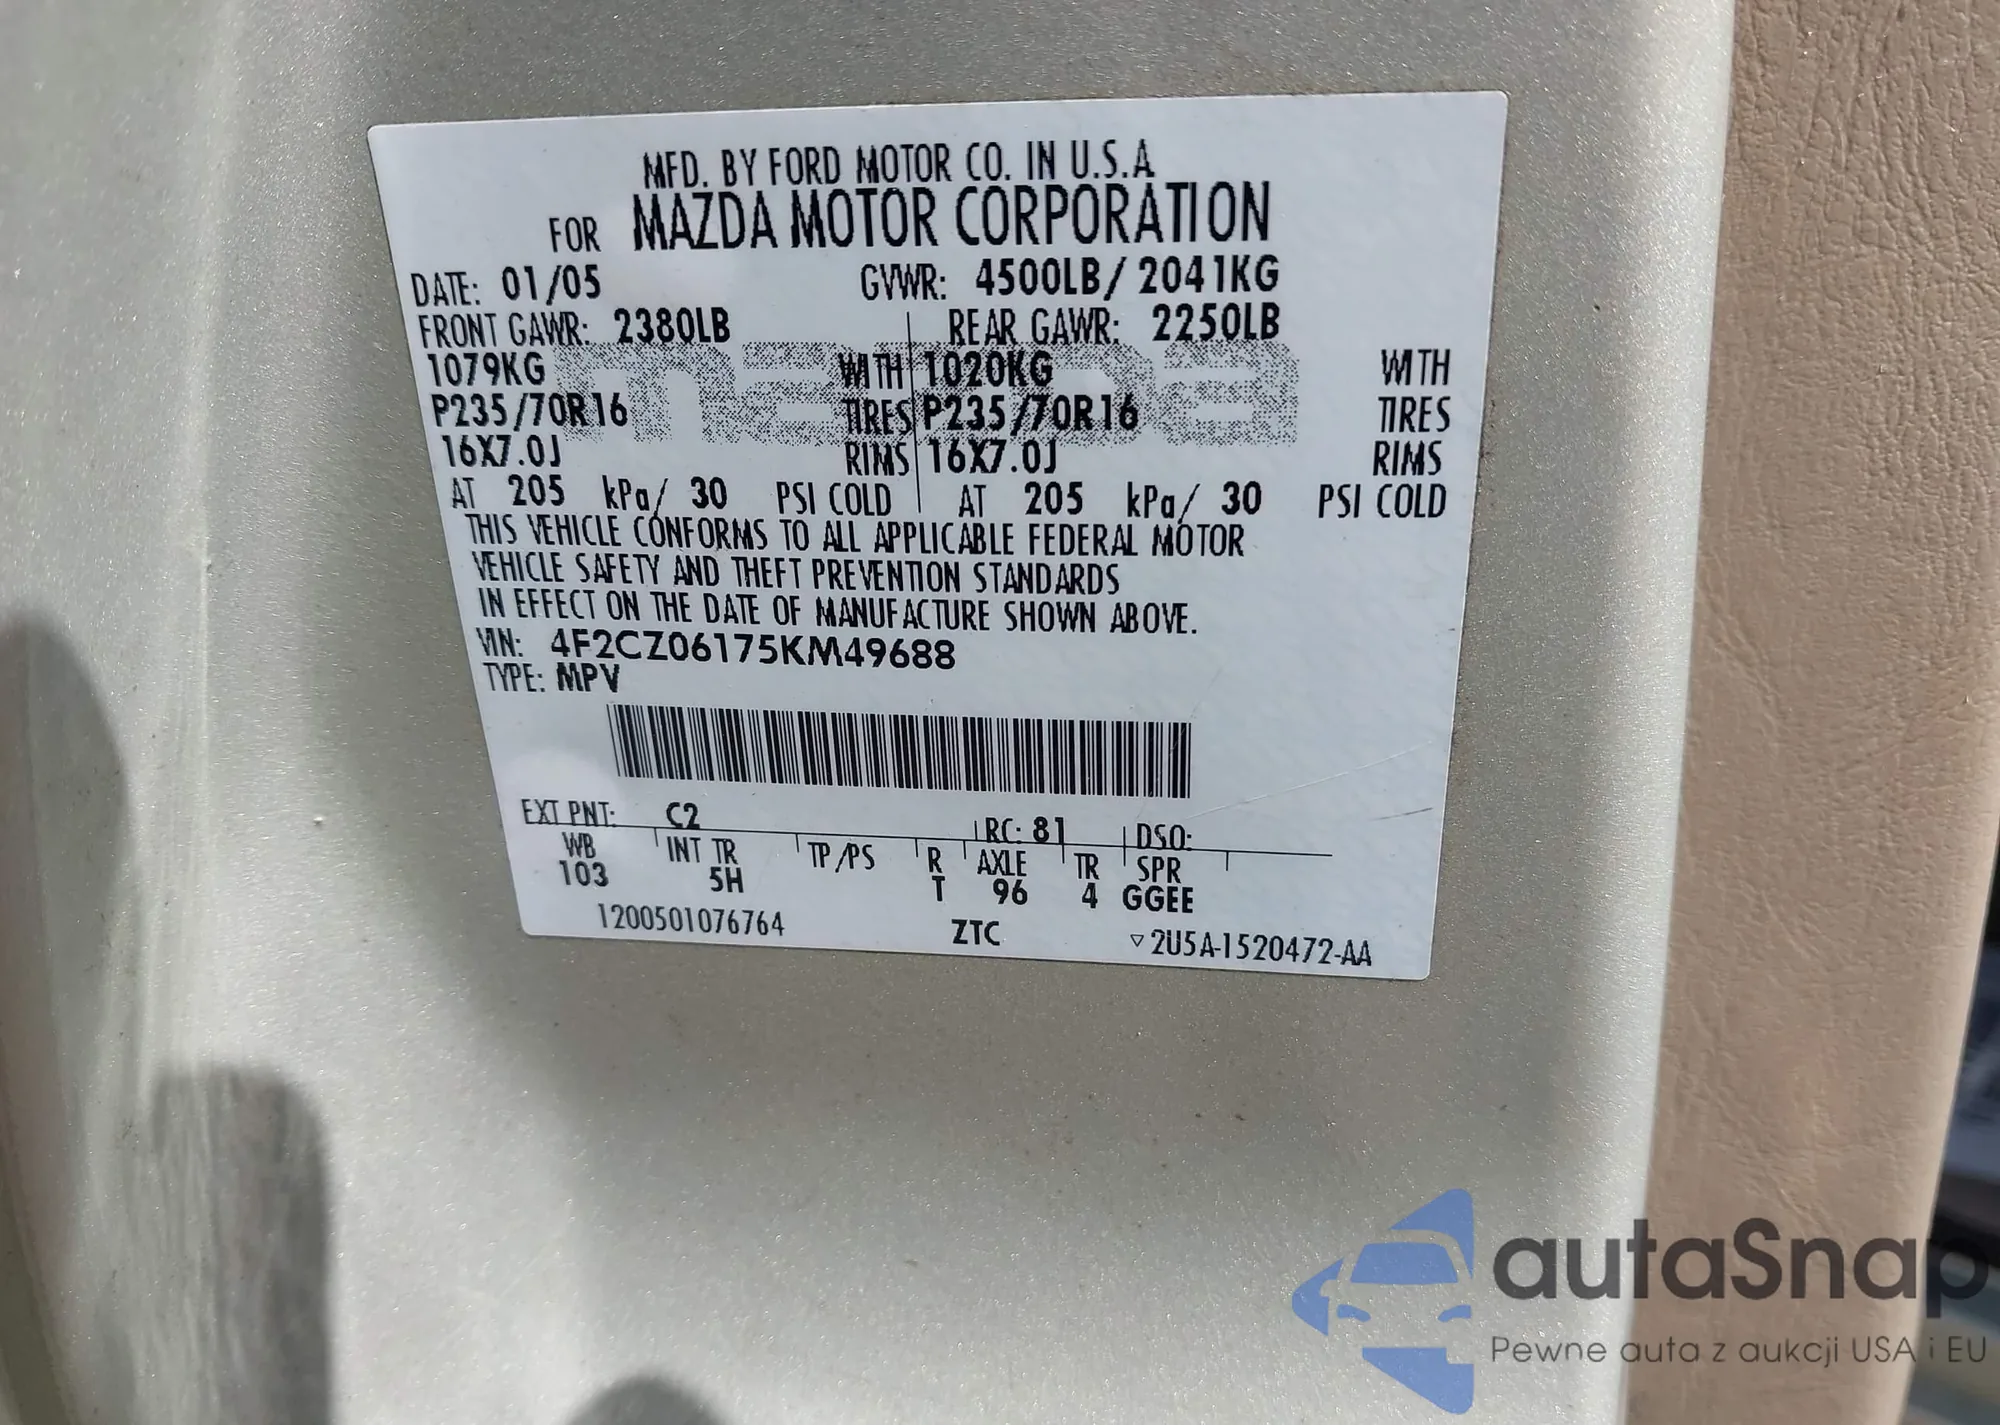 MFD. BY FORD MOTOR CO. IN U.S.A
FOR MAZDA MOTOR CORPORATION
DATE: 01/05 GVWR: 4500LB/ 2041KG
FRONT GAWR: 2380LB REAR GAWR: 2250LB
1079KG WITH 1020KG WITH
P235/70R16 TIRES P235/70R16 TIRES
16X7.0J RIMS 16X7.0J RIMS
AT 205 kPa/ 30 PSI COLD AT 205 kPa/ 30 PSI COLD
THIS VEHICLE CONFORMS TO ALL APPLICABLE FEDERAL MOTOR
VEHICLE SAFETY AND THEFT PREVENTION STANDARDS
IN EFFECT ON THE DATE OF MANUFACTURE SHOWN ABOVE.
VIN: 4F2CZ06175KM49688
TYPE: MPV
EXT PNT: C2 RC: 81 DSO:
WB INT TR TP/PS R AXLE TR SPR
103 5H T 96 4 GGEE
1200501076764 ZTC ▽2U5A-1520472-AA
mazda
autaSnap
Pewne auta z aukcji USA i EU